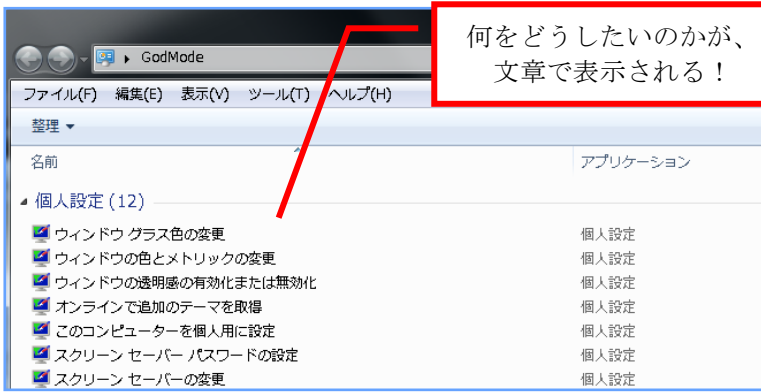 何をどうしたいのかが、
文章で表示される！
GodMode
ファイル(F) 編集(E) 表示(V) ツール(T) ヘルプ(H)
整理
名前 アプリケーション
個人設定 (12)
ウィンドウ グラス色の変更 個人設定
ウィンドウの色とメトリックの変更 個人設定
ウィンドウの透明感の有効化または無効化 個人設定
オンラインで追加のテーマを取得 個人設定
このコンピューターを個人用に設定 個人設定
スクリーン セーバー パスワードの設定 個人設定
スクリーン セーバーの変更 個人設定